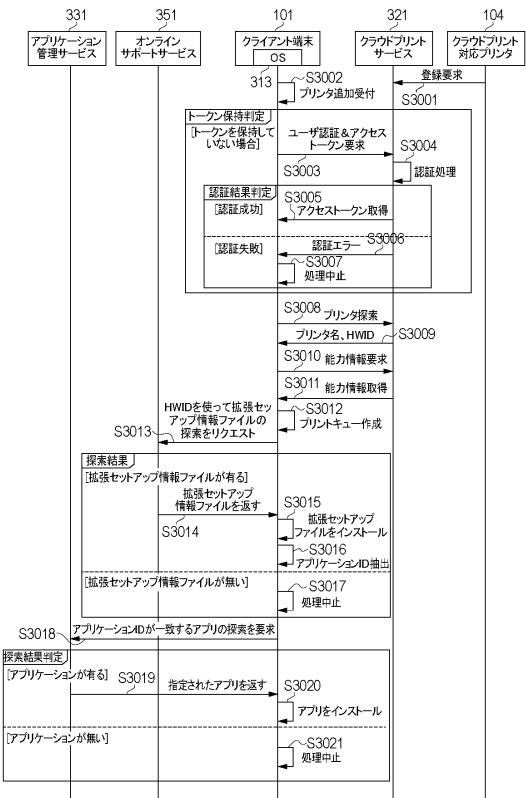 331
351
101
321
104
アプリケーション
管理サービス
オンライン
サポートサービス
クライアント端末
OS
クラウドプリント
サービス
クラウドプリント
対応プリンタ
313
S3002
プリンタ追加受付
登録要求
S3001
トークン保持判定
[トークンを保持して
いない場合]
ユーザ認証&アクセス
トークン要求
S3003
S3004
認証処理
認証結果判定
S3005
[認証成功]
アクセストークン取得
S3006
[認証失敗]
認証エラー
S3007
処理中止
S3008
プリンタ探索
プリンタ名、HWID
S3009
S3010
能力情報要求
S3011
能力情報取得
S3012
プリントキュー作成
HWIDを使って拡張セッ
アップ情報ファイルの
探索をリクエスト
S3013
探索結果
[拡張セットアップ情報ファイルが有る]
拡張セットアップ
情報ファイルを返す
S3014
S3015
拡張セットアップ
ファイルをインストール
S3016
アプリケーションID抽出
[拡張セットアップ情報ファイルが無い]
S3017
処理中止
S3018
アプリケーションIDが一致するアプリの探索を要求
探索結果判定
[アプリケーションが有る]
S3019
指定されたアプリを返す
S3020
アプリをインストール
[アプリケーションが無い]
S3021
処理中止